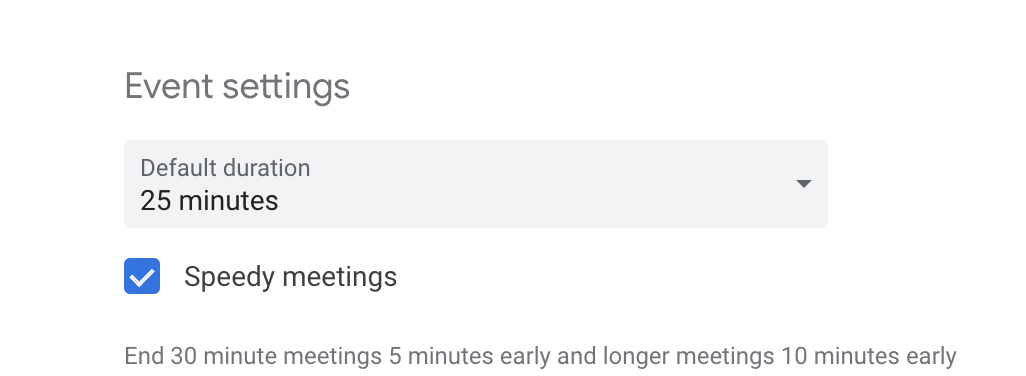 Event settings
Default duration
25 minutes
Speedy meetings
End 30 minute meetings 5 minutes early and longer meetings 10 minutes early